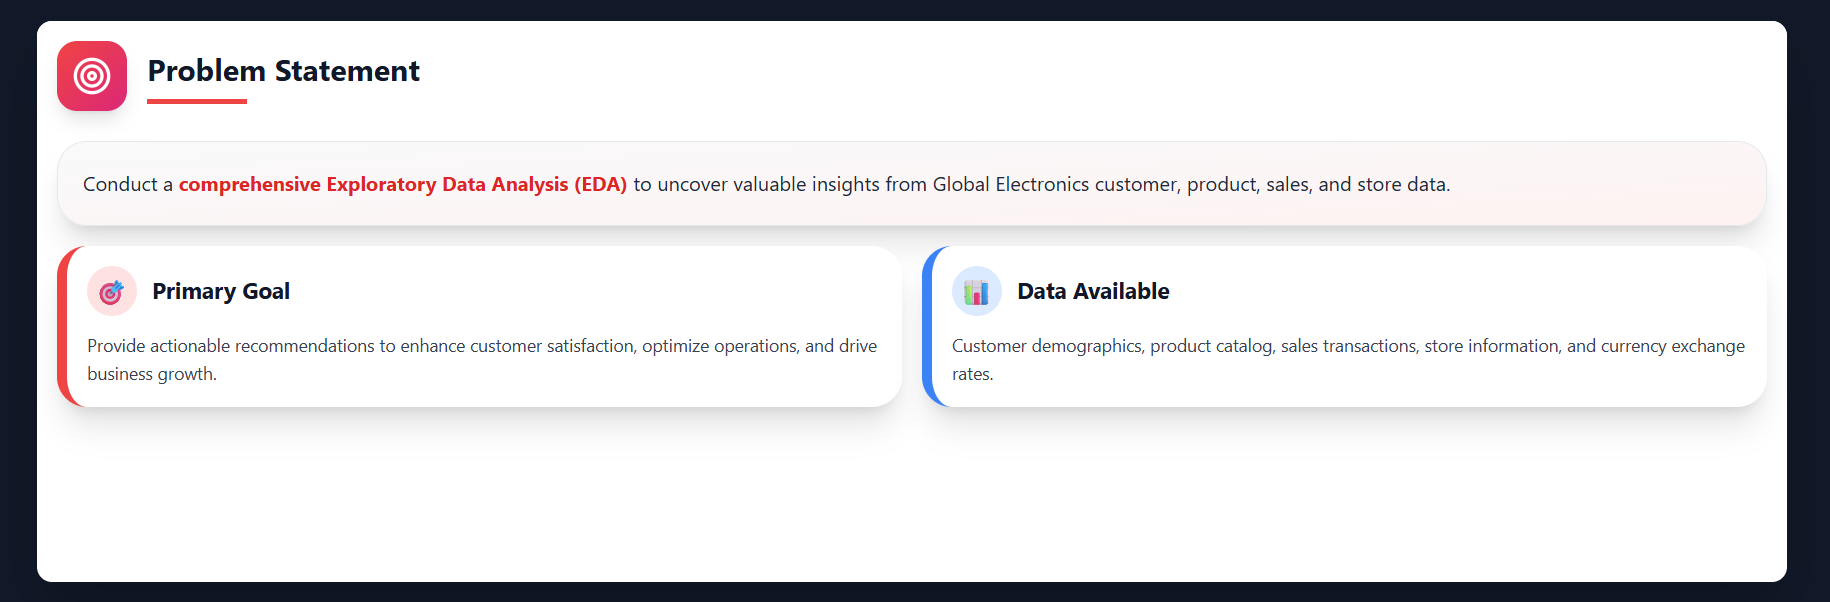 Problem Statement
Conduct a comprehensive Exploratory Data Analysis (EDA) to uncover valuable insights from Global Electronics customer, product, sales, and store data.
Primary Goal
Provide actionable recommendations to enhance customer satisfaction, optimize operations, and drive
business growth.
Data Available
Customer demographics, product catalog, sales transactions, store information, and currency exchange
rates.